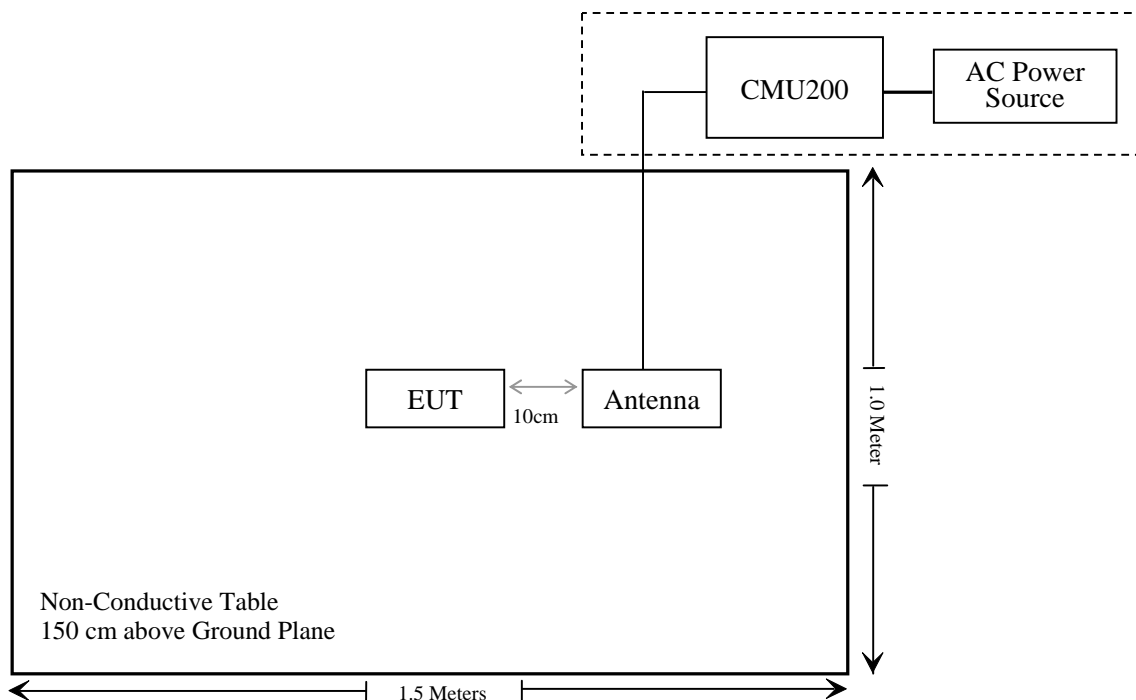 CMU200
AC Power
Source
EUT
10cm
Antenna
1.0 Meter
Non-Conductive Table
150 cm above Ground Plane
1.5 Meters